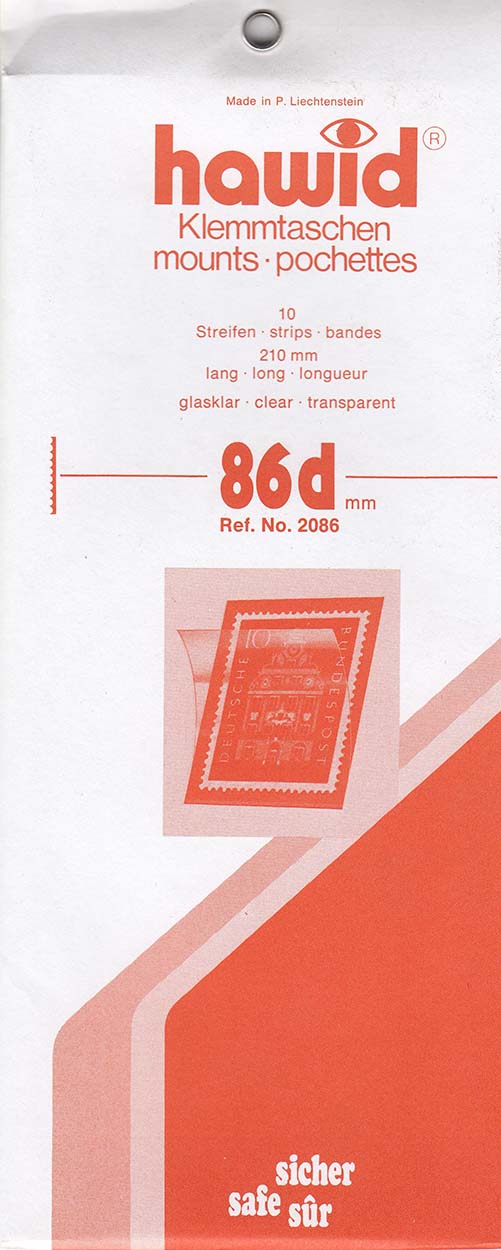 Made in P. Liechtenstein
hawid®
Klemmtaschen
mounts · pochettes
10
Streifen · strips · bandes
210 mm
lang · long · longueur
glasklar · clear · transparent
86d mm
Ref. No. 2086
10
DEUTSCHE
BUNDESPOST
sicher
safe sûr